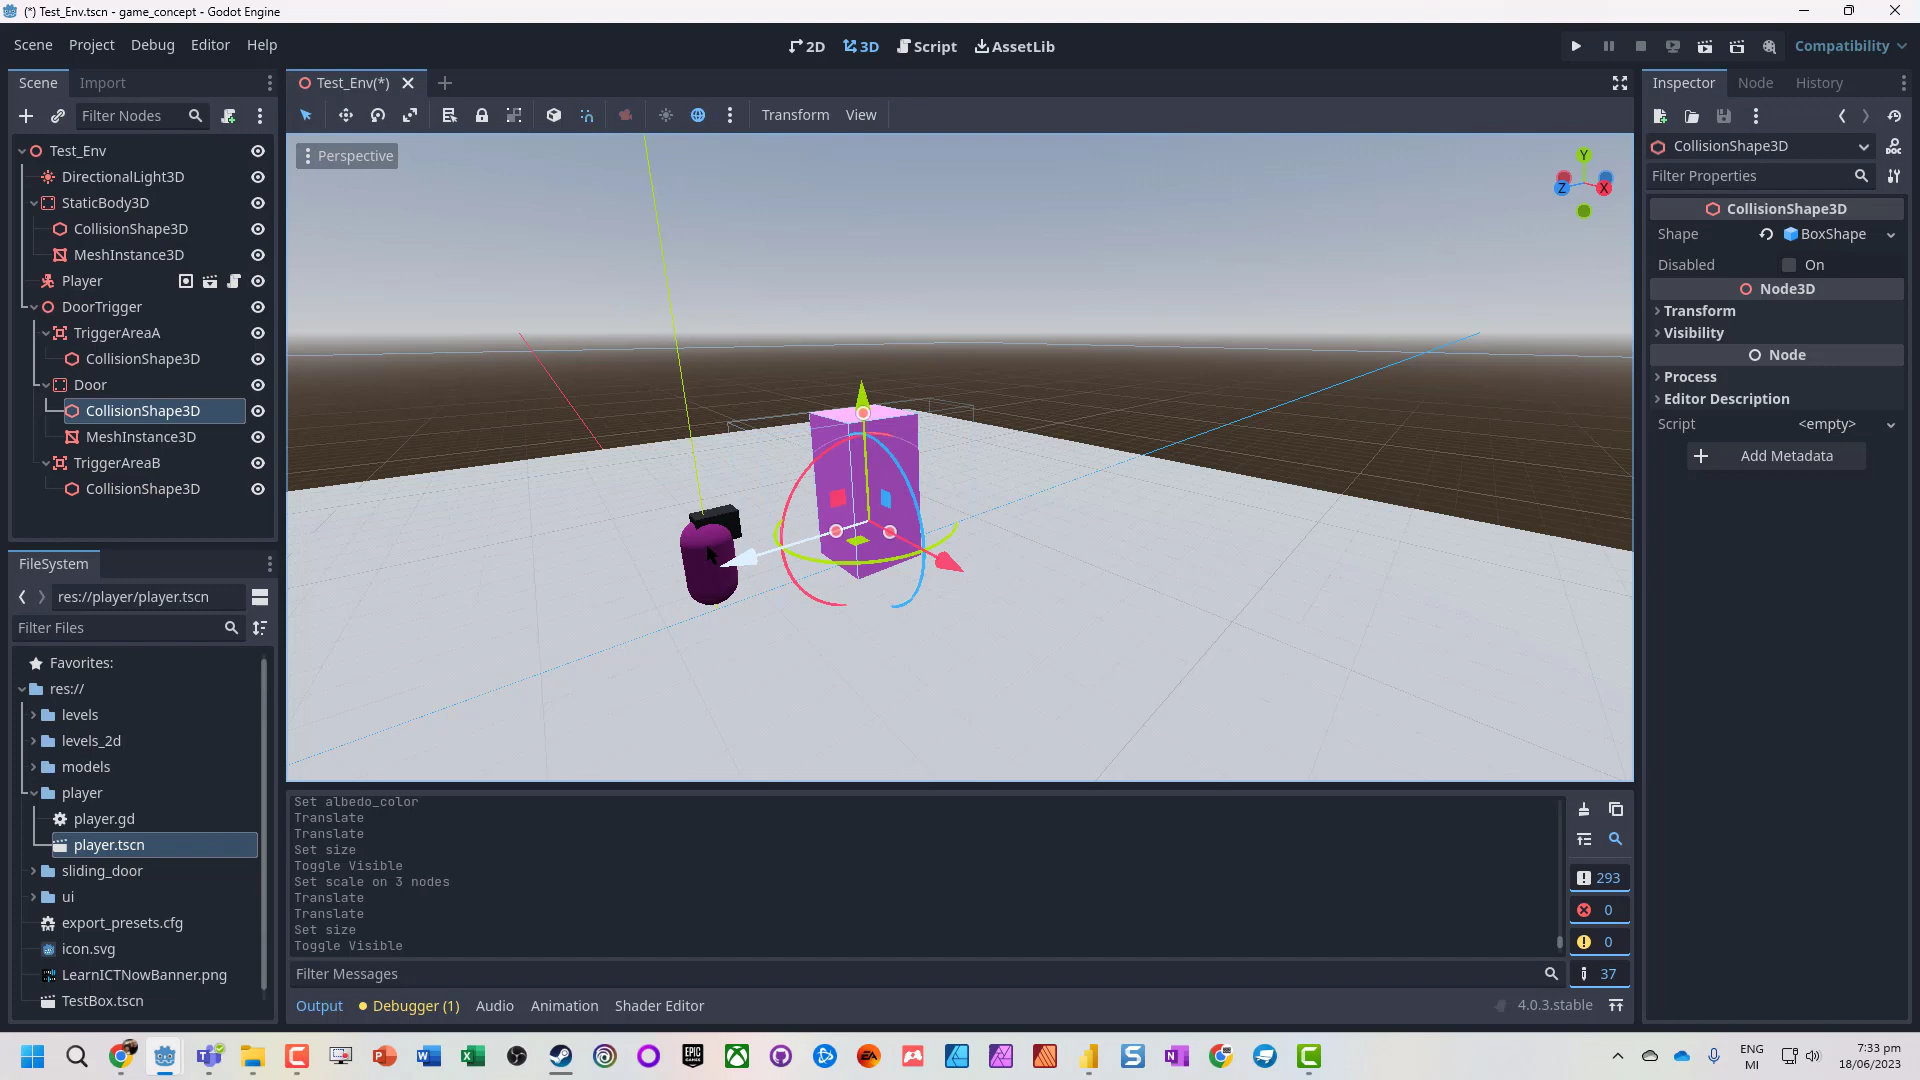 (*) Test_Env.tscn - game_concept - Godot Engine
Scene Project Debug Editor Help
2D 3D Script AssetLib
Compatibility
Scene Import
Test_Env(*)
Inspector Node History
Filter Nodes
Transform View
Test_Env
DirectionalLight3D
StaticBody3D
CollisionShape3D
MeshInstance3D
Player
DoorTrigger
TriggerAreaA
CollisionShape3D
Door
CollisionShape3D
MeshInstance3D
TriggerAreaB
CollisionShape3D
Perspective
Y
Z
X
CollisionShape3D
Filter Properties
CollisionShape3D
Shape BoxShape
Disabled On
Node3D
Transform
Visibility
Node
Process
Editor Description
Script <empty>
Add Metadata
FileSystem
res://player/player.tscn
Filter Files
Favorites:
res://
levels
levels_2d
models
player
player.gd
player.tscn
sliding_door
ui
export_presets.cfg
icon.svg
LearnICTNowBanner.png
TestBox.tscn
Set albedo_color
Translate
Translate
Set size
Toggle Visible
Set scale on 3 nodes
Translate
Translate
Set size
Toggle Visible
293
0
0
37
Filter Messages
Output Debugger (1) Audio Animation Shader Editor
4.0.3.stable
ENG
MI
7:33 pm
18/06/2023